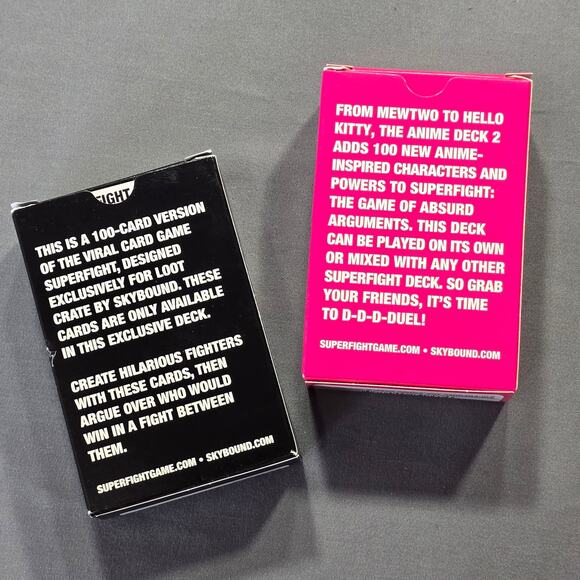 FIGHT
THIS IS A 100-CARD VERSION
OF THE VIRAL CARD GAME
SUPERFIGHT, DESIGNED
EXCLUSIVELY FOR LOOT
CRATE BY SKYBOUND. THESE
CARDS ARE ONLY AVAILABLE
IN THIS EXCLUSIVE DECK.
CREATE HILARIOUS FIGHTERS
WITH THESE CARDS, THEN
ARGUE OVER WHO WOULD
WIN IN A FIGHT BETWEEN
THEM.
SUPERFIGHTGAME.COM • SKYBOUND.COM
FROM MEWTWO TO HELLO
KITTY, THE ANIME DECK 2
ADDS 100 NEW ANIME-
INSPIRED CHARACTERS AND
POWERS TO SUPERFIGHT:
THE GAME OF ABSURD
ARGUMENTS. THIS DECK
CAN BE PLAYED ON ITS OWN
OR MIXED WITH ANY OTHER
SUPERFIGHT DECK. SO GRAB
YOUR FRIENDS, IT'S TIME
TO D-D-D-DUEL!
SUPERFIGHTGAME.COM • SKYBOUND.COM